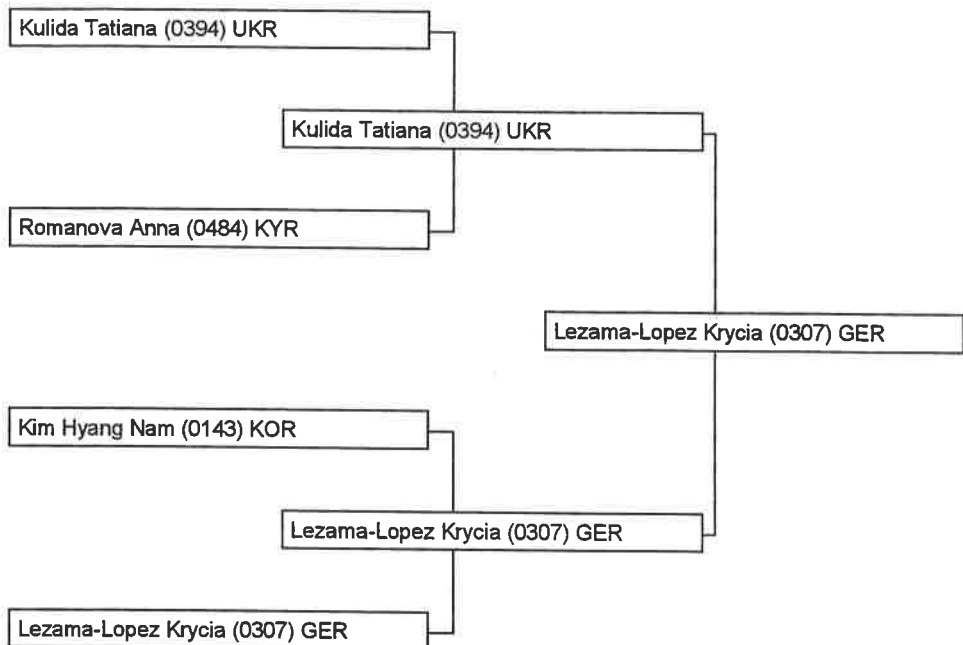 Kulida Tatiana (0394) UKR
Kulida Tatiana (0394) UKR
Romanova Anna (0484) KYR
Lezama-Lopez Krycia (0307) GER
Kim Hyang Nam (0143) KOR
Lezama-Lopez Krycia (0307) GER
Lezama-Lopez Krycia (0307) GER